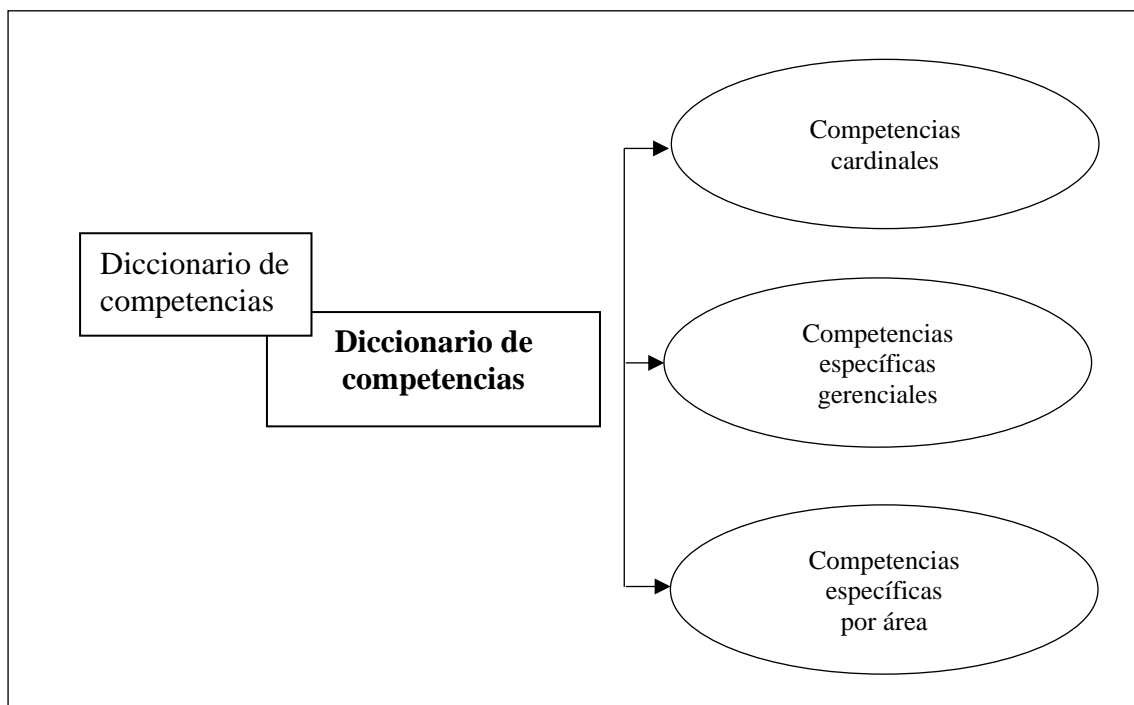 Diccionario de
competencias
Diccionario de
competencias
Competencias
cardinales
Competencias
específicas
gerenciales
Competencias
específicas
por área